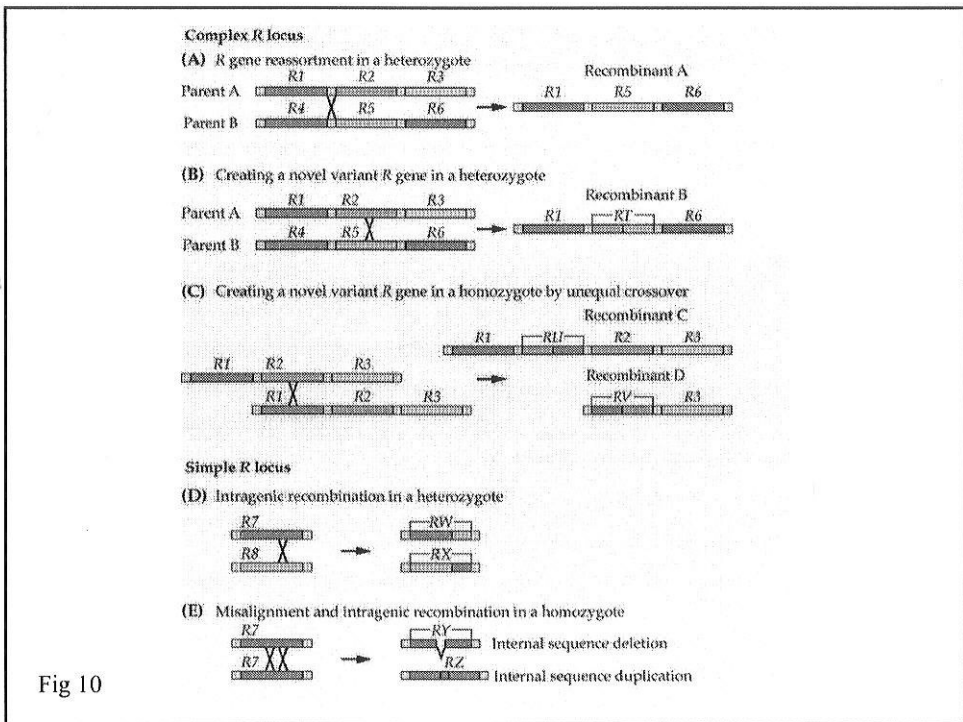 Complex R locus
(A) R gene reassortment in a heterozygote
R1 R2 R3
Parent A
R4 R5 R6
Parent B
Recombinant A
R1 R5 R6
(B) Creating a novel variant R gene in a heterozygote
R1 R2 R3
Parent A
R4 R5 R6
Parent B
Recombinant B
R1 RT R6
(C) Creating a novel variant R gene in a homozygote by unequal crossover
Recombinant C
R1 RU R2 R3
R1 R2 R3
R1 R2 R3
Recombinant D
RV R3
Simple R locus
(D) Intragenic recombination in a heterozygote
R7
R8
RW
RX
(E) Misalignment and intragenic recombination in a homozygote
R7
R7
RY
Internal sequence deletion
RZ
Internal sequence duplication
Fig 10